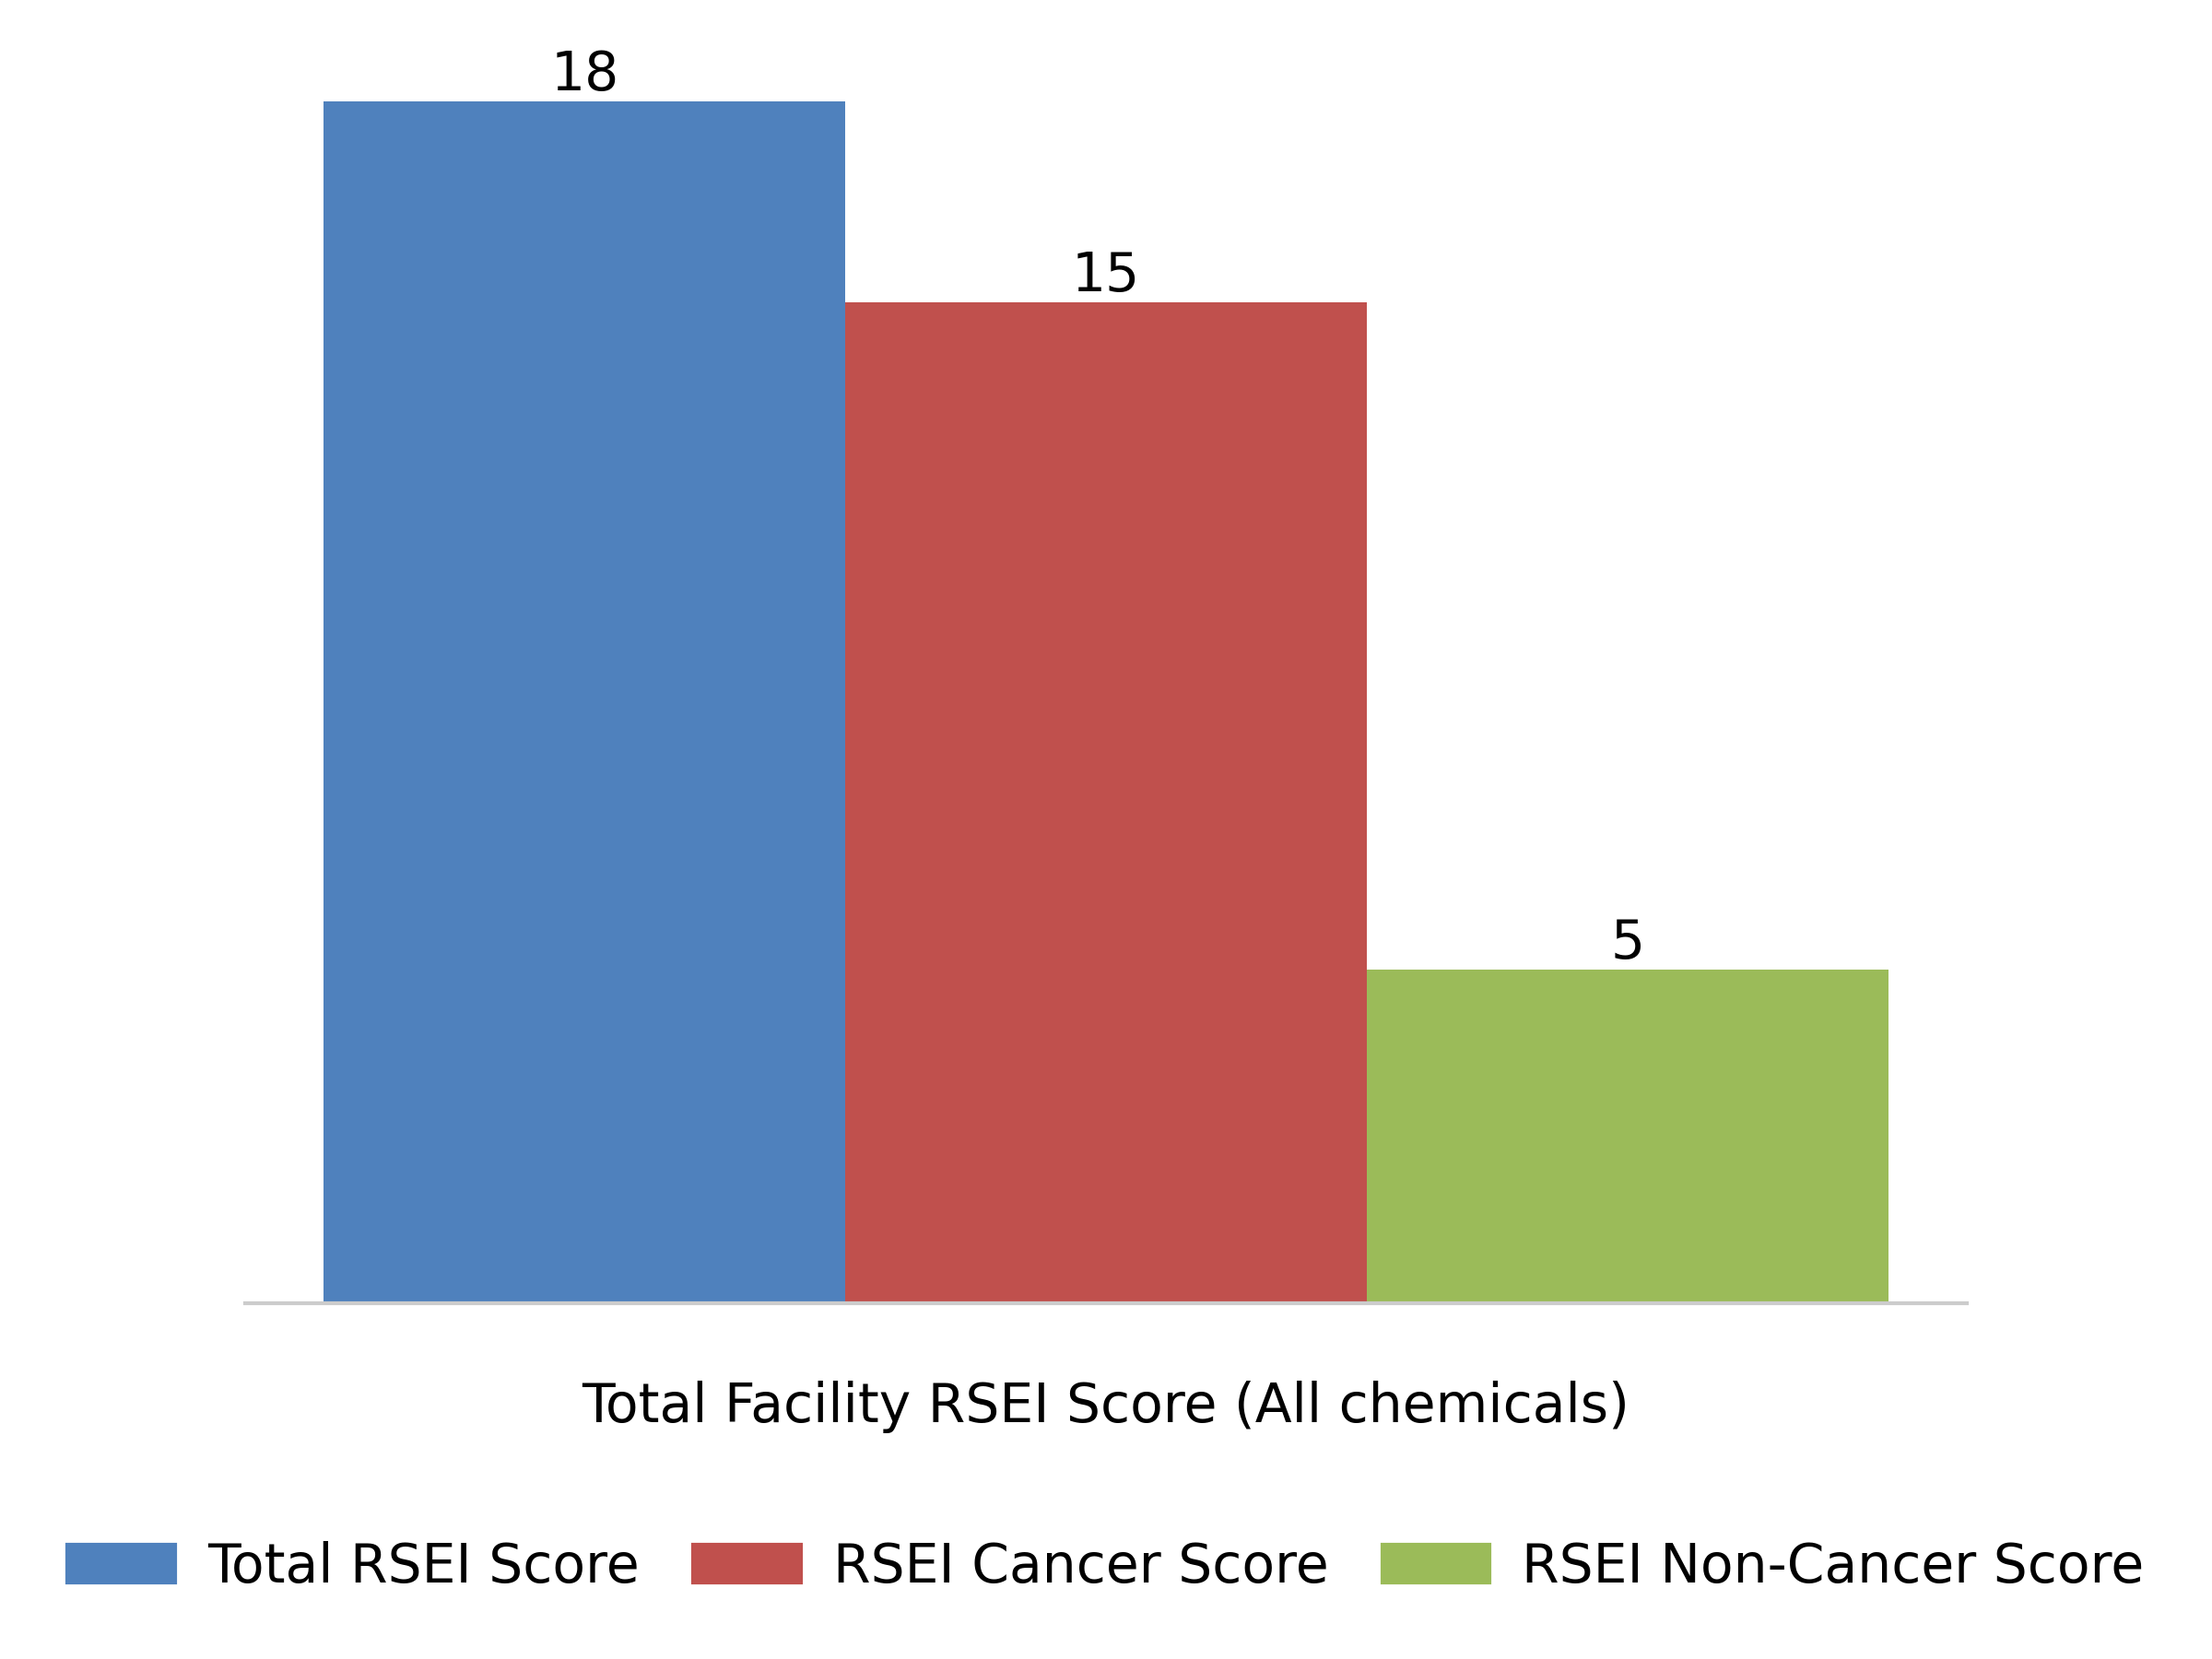 18
15
5
Total Facility RSEI Score (All chemicals)
Total RSEI Score RSEI Cancer Score RSEI Non-Cancer Score